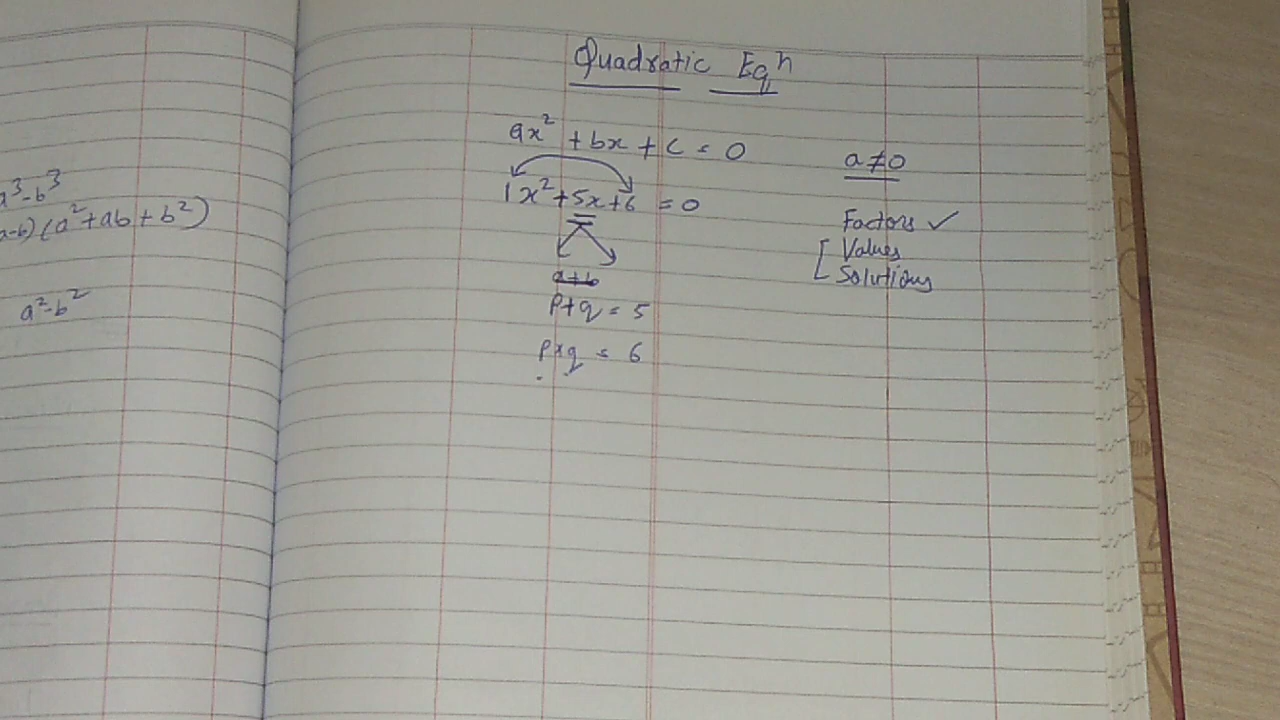 a³-b³
a-b)(a²+ab+b²)
a²-b²
Quadratic Eqⁿ
ax² + bx + c = 0
a≠0
1x²+5x+6 = 0
Factors ✓
[ Values
Solutions
a+b
p+q = 5
p×q = 6